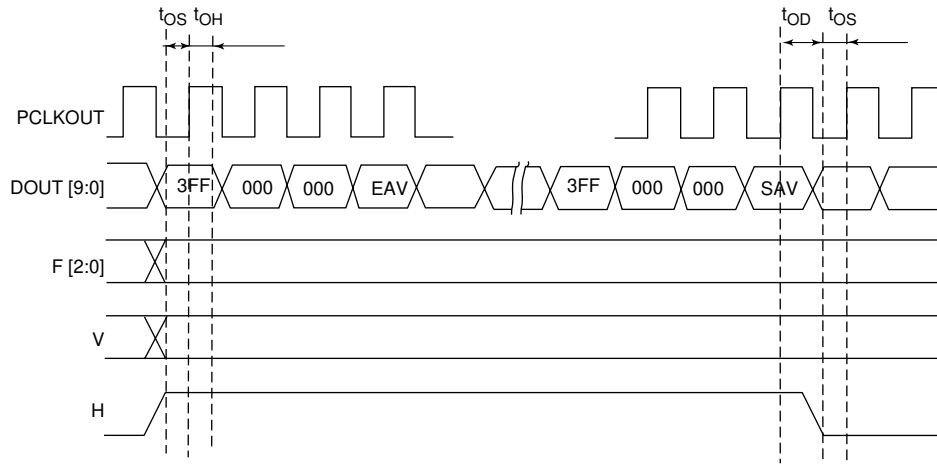 tOS tOH tOD tOS
PCLKOUT
DOUT [9:0] 3FF 000 000 EAV 3FF 000 000 SAV
F [2:0]
V
H